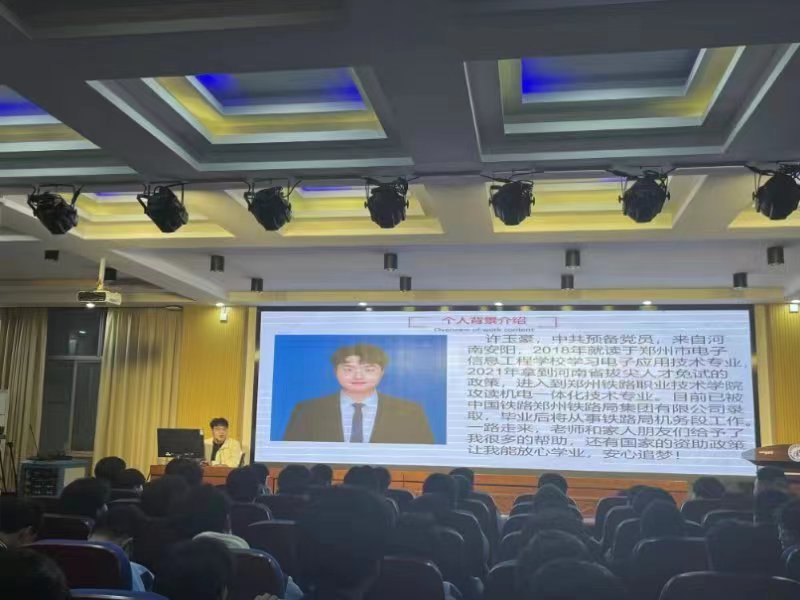 个人背景介绍
Overview of work content
许玉豪，中共预备党员，来自河
南安阳，2018年就读于郑州市电子
信息工程学校学习电子应用技术专业，
2021年拿到河南省拔尖人才免试的
政策，进入到郑州铁路职业技术学院
攻读机电一体化技术专业。目前已被
中国铁路郑州铁路局集团有限公司录
取，毕业后将从事铁路局机务段工作。
一路走来，老师和家人朋友们给予了
我很多的帮助，还有国家的资助政策
让我能放心学业，安心追梦！